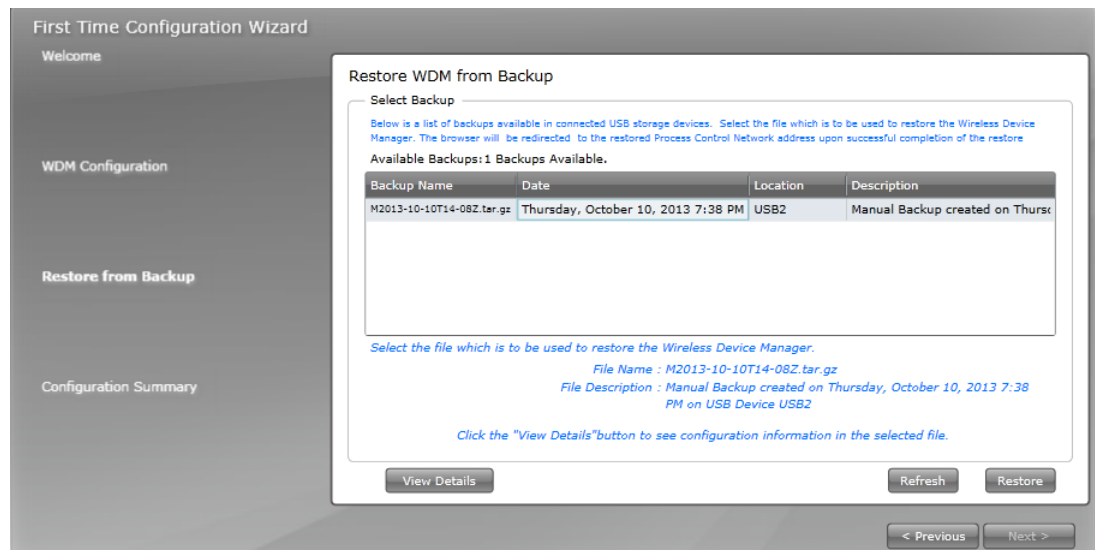 First Time Configuration Wizard
Welcome
WDM Configuration
Restore from Backup
Configuration Summary
Restore WDM from Backup
Select Backup
Below is a list of backups available in connected USB storage devices. Select the file which is to be used to restore the Wireless Device
Manager. The browser will be redirected to the restored Process Control Network address upon successful completion of the restore
Available Backups:1 Backups Available.
Backup Name Date Location Description
M2013-10-10T14-08Z.tar.gz Thursday, October 10, 2013 7:38 PM USB2 Manual Backup created on Thurs
Select the file which is to be used to restore the Wireless Device Manager.
File Name : M2013-10-10T14-08Z.tar.gz
File Description : Manual Backup created on Thursday, October 10, 2013 7:38
PM on USB Device USB2
Click the "View Details"button to see configuration information in the selected file.
View Details Refresh Restore
< Previous Next >